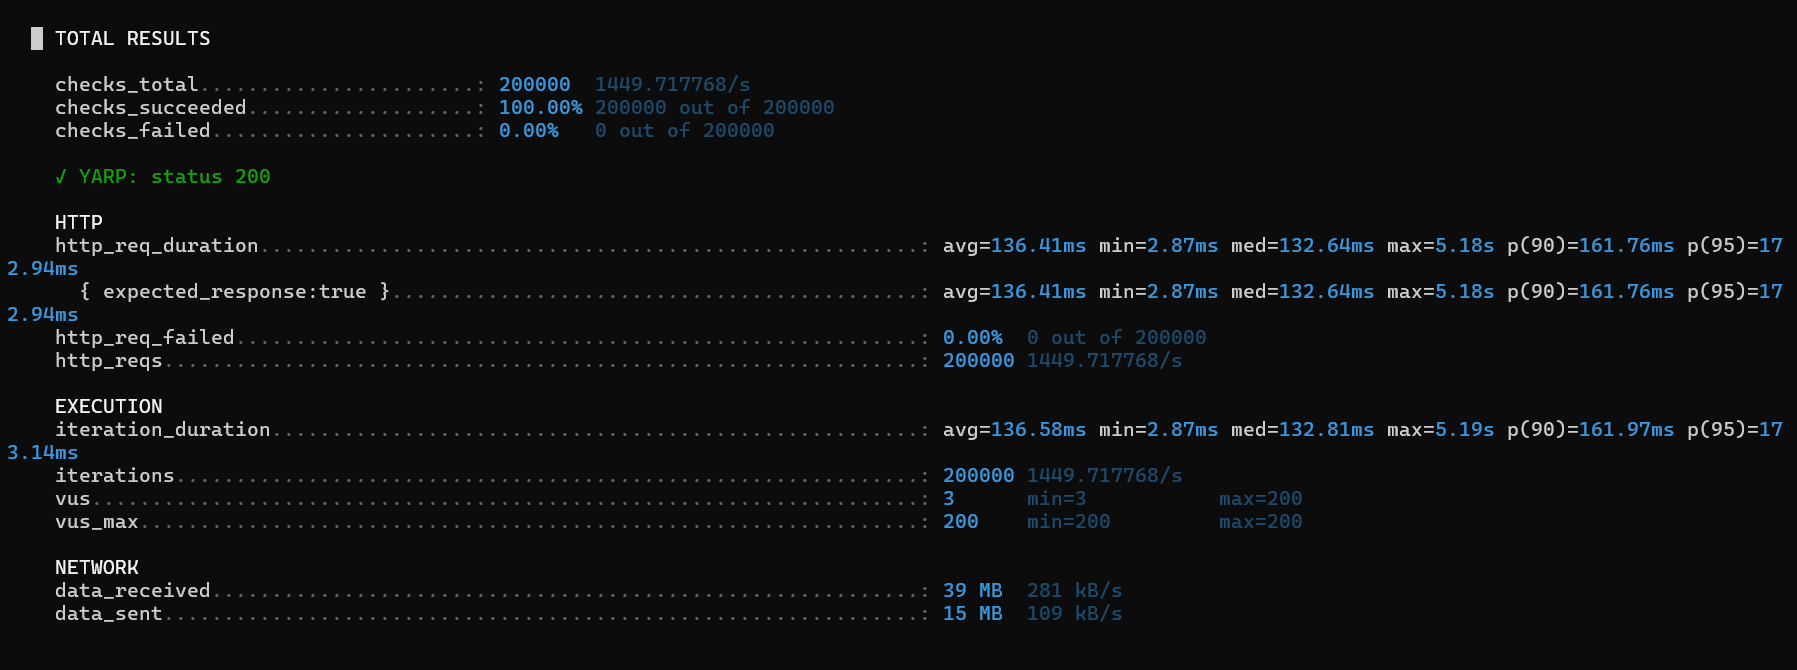 █ TOTAL RESULTS
checks_total.......................: 200000 1449.717768/s
checks_succeeded...................: 100.00% 200000 out of 200000
checks_failed......................: 0.00% 0 out of 200000
✓ YARP: status 200
HTTP
http_req_duration.......................................................: avg=136.41ms min=2.87ms med=132.64ms max=5.18s p(90)=161.76ms p(95)=17
2.94ms
{ expected_response:true }............................................: avg=136.41ms min=2.87ms med=132.64ms max=5.18s p(90)=161.76ms p(95)=17
2.94ms
http_req_failed.........................................................: 0.00% 0 out of 200000
http_reqs...............................................................: 200000 1449.717768/s
EXECUTION
iteration_duration......................................................: avg=136.58ms min=2.87ms med=132.81ms max=5.19s p(90)=161.97ms p(95)=17
3.14ms
iterations..............................................................: 200000 1449.717768/s
vus.....................................................................: 3 min=3 max=200
vus_max.................................................................: 200 min=200 max=200
NETWORK
data_received...........................................................: 39 MB 281 kB/s
data_sent...............................................................: 15 MB 109 kB/s